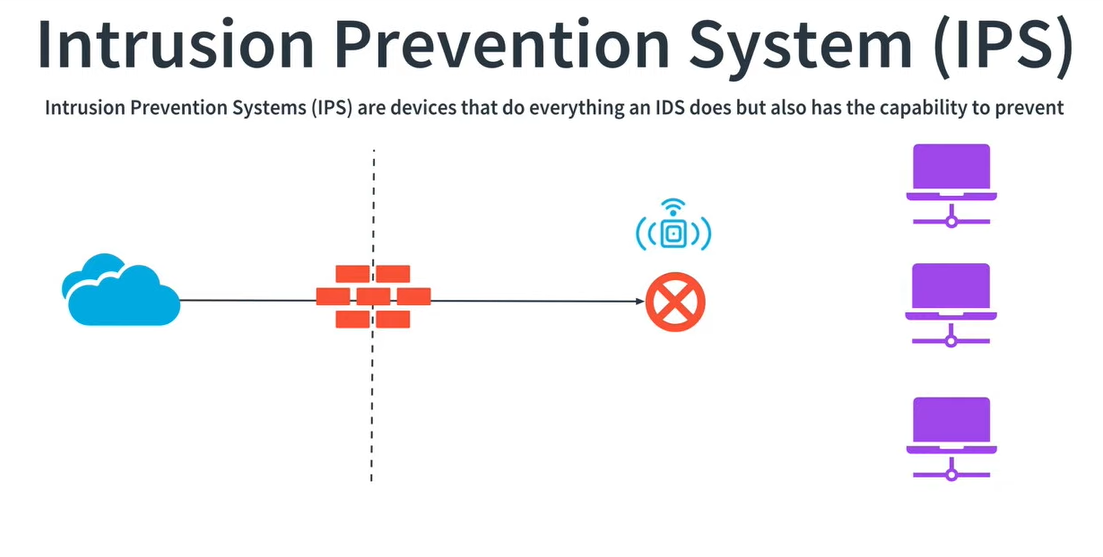 Intrusion Prevention System (IPS)
Intrusion Prevention Systems (IPS) are devices that do everything an IDS does but also has the capability to prevent